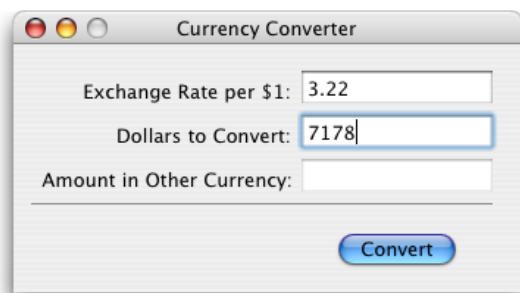 Currency Converter
Exchange Rate per $1: 3.22
Dollars to Convert: 7178
Amount in Other Currency:
Convert